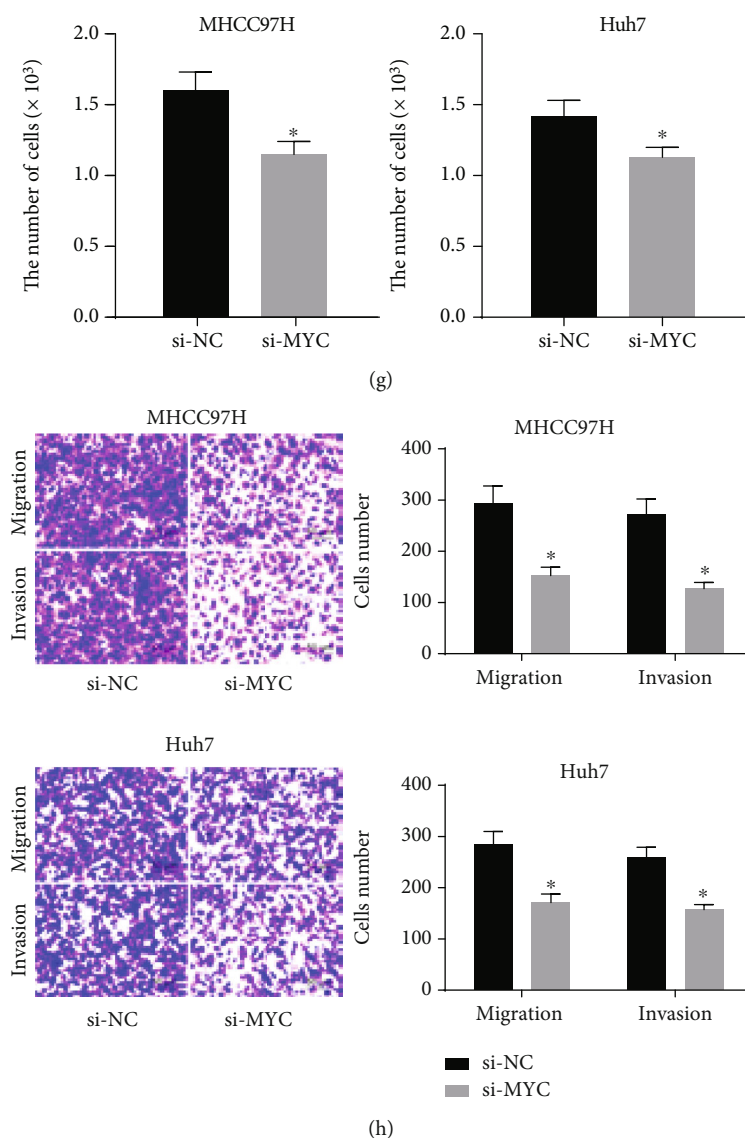 MHCC97H
The number of cells (× 10³)
2.0
1.5
1.0
0.5
0.0
*
si-NC
si-MYC
Huh7
The number of cells (× 10³)
2.0
1.5
1.0
0.5
0.0
*
si-NC
si-MYC
(g)
MHCC97H
Migration
Invasion
si-NC
si-MYC
MHCC97H
Cells number
400
300
200
100
0
*
*
Migration
Invasion
Huh7
Migration
Invasion
si-NC
si-MYC
Huh7
Cells number
400
300
200
100
0
*
*
Migration
Invasion
si-NC
si-MYC
(h)